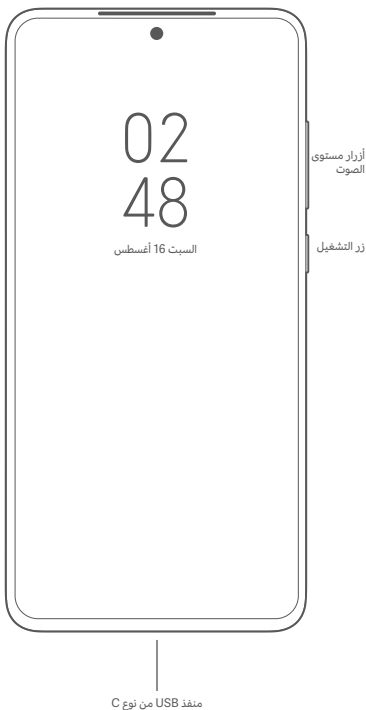 02
48
السبت 16 أغسطس
أزرار مستوى
الصوت
زر التشغيل
منفذ USB من نوع C